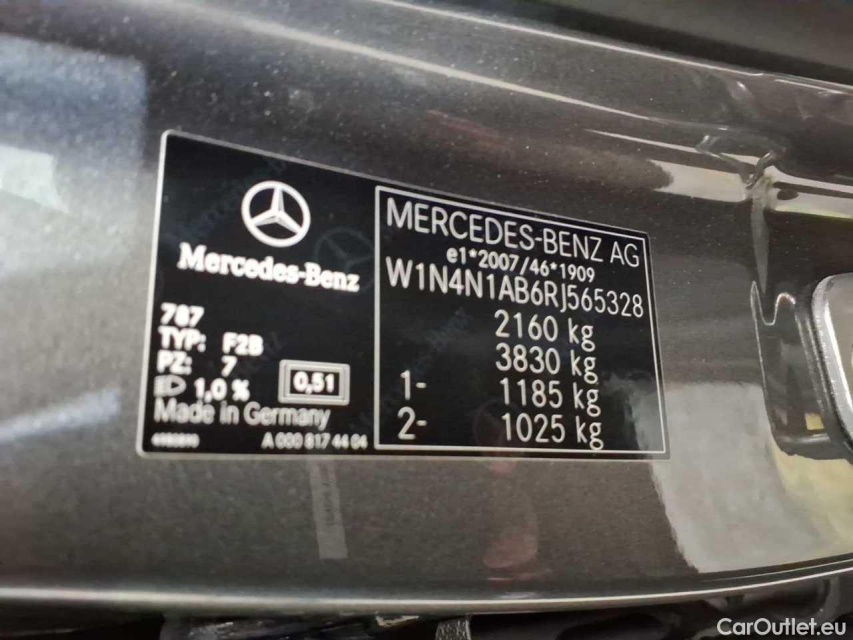 Mercedes-Benz
787
TYP: F2B
PZ: 7
1,0 %
0,51
Made in Germany
A 000 817 44 04
MERCEDES-BENZ AG
e1*2007/46*1909
W1N4N1AB6RJ565328
2160 kg
3830 kg
1- 1185 kg
2- 1025 kg
CarOutlet.eu